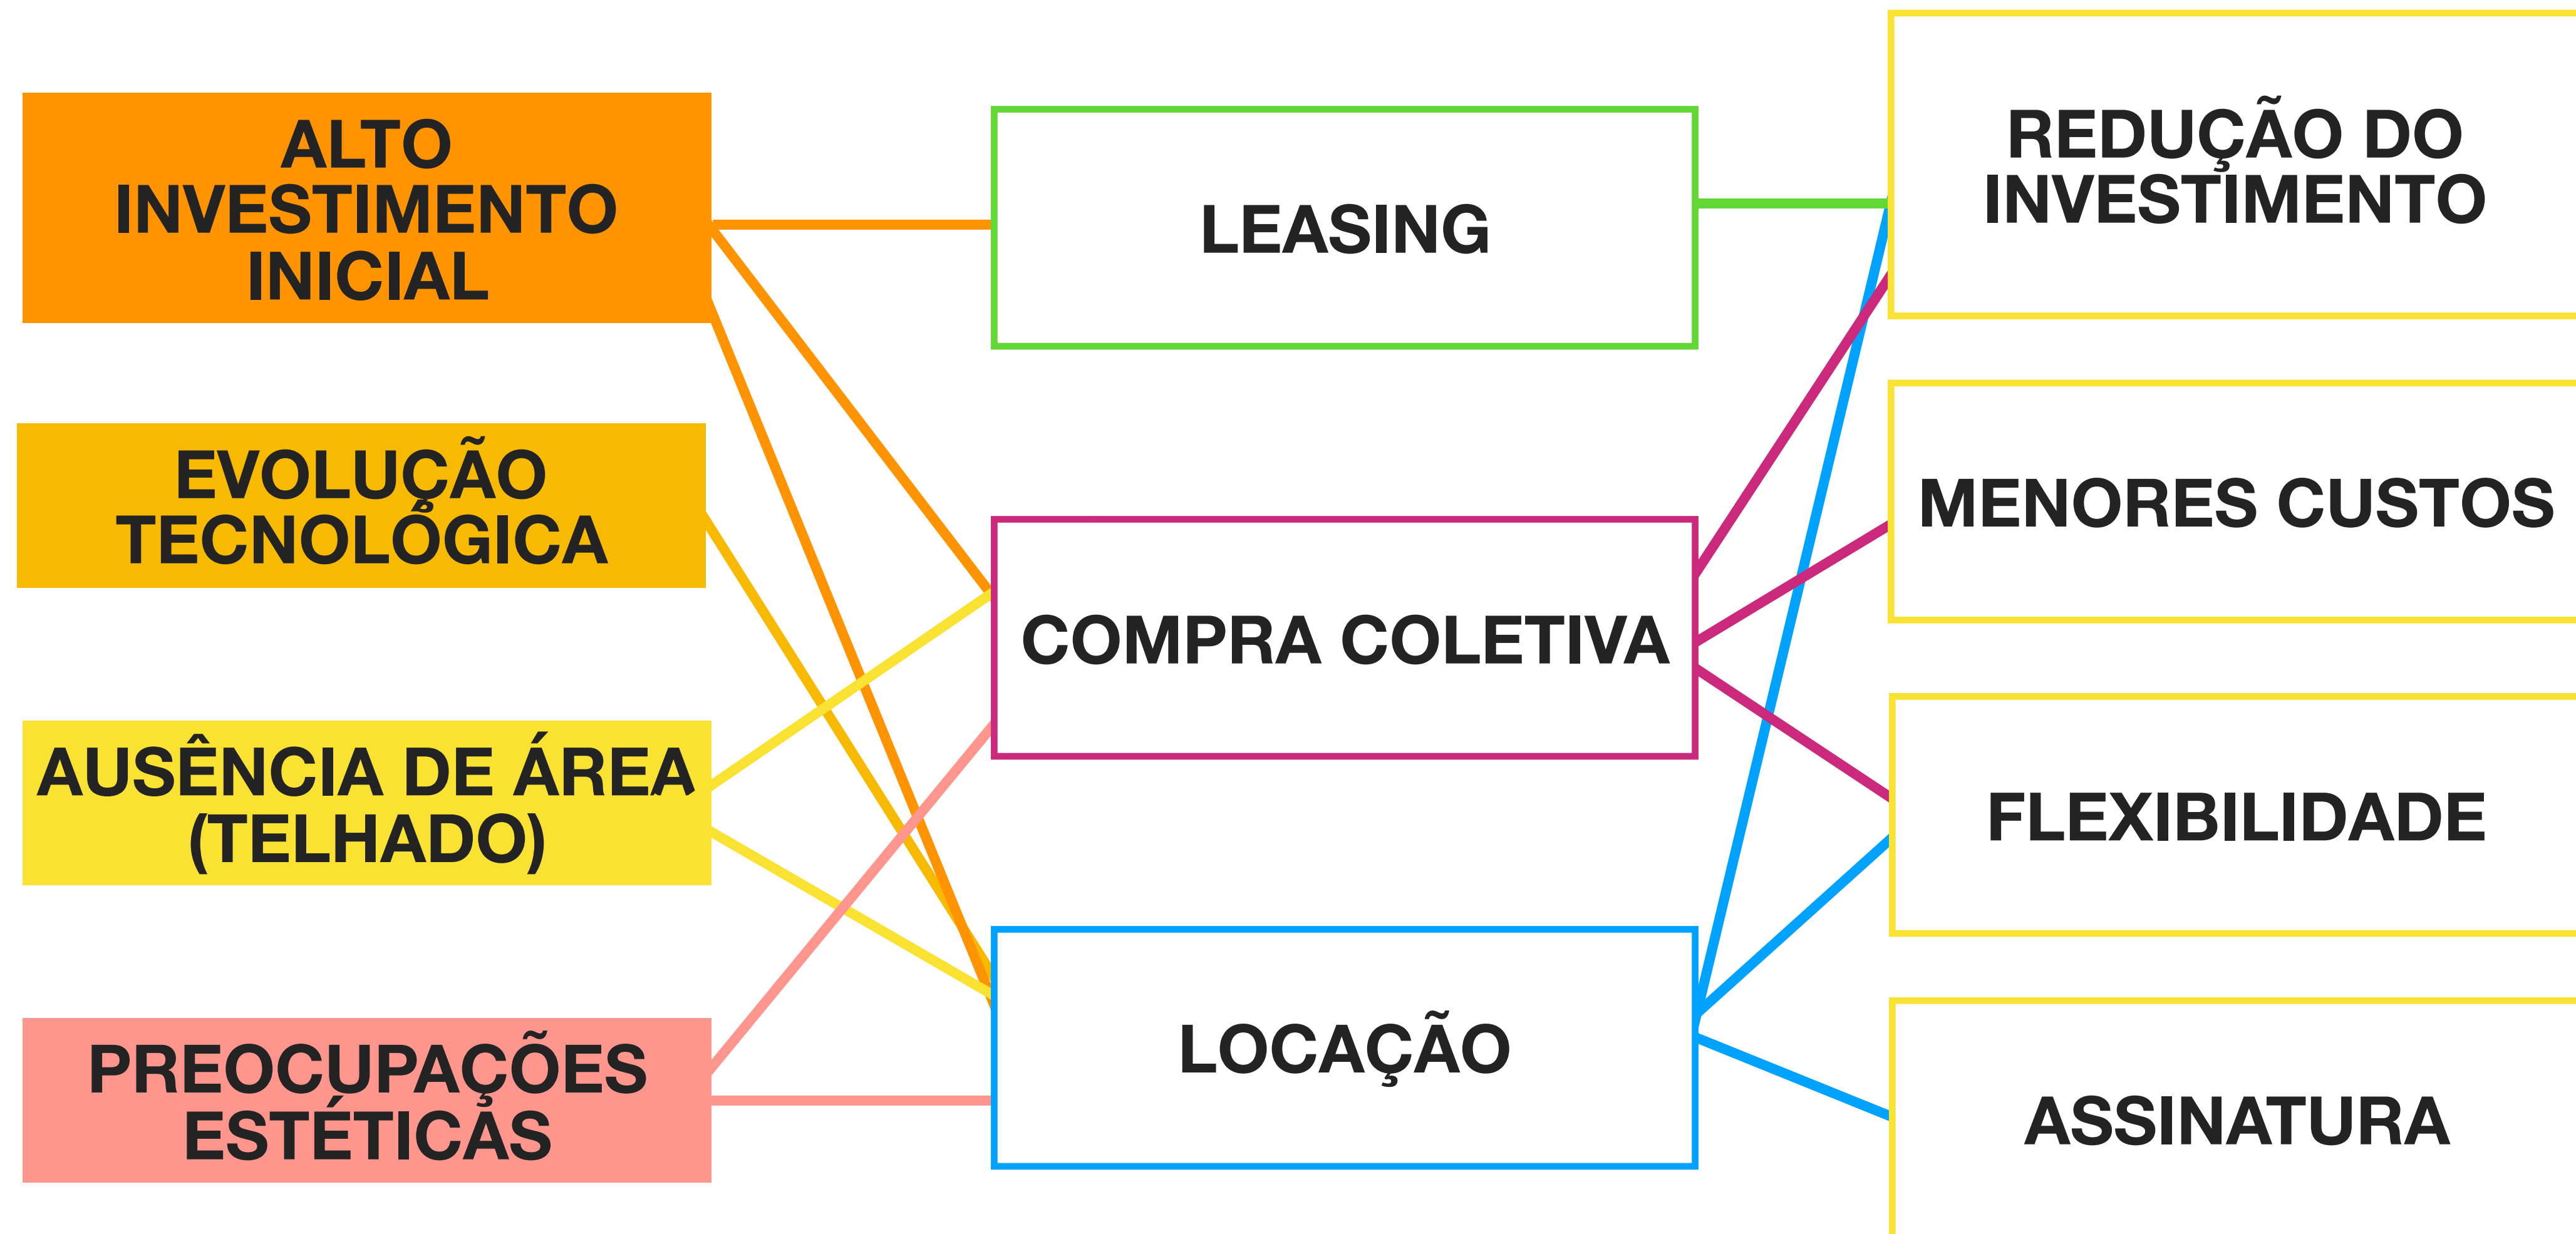 ALTO
INVESTIMENTO
INICIAL
EVOLUÇÃO
TECNOLÓGICA
AUSÊNCIA DE ÁREA
(TELHADO)
PREOCUPAÇÕES
ESTÉTICAS
LEASING
COMPRA COLETIVA
LOCAÇÃO
REDUÇÃO DO
INVESTIMENTO
MENORES CUSTOS
FLEXIBILIDADE
ASSINATURA